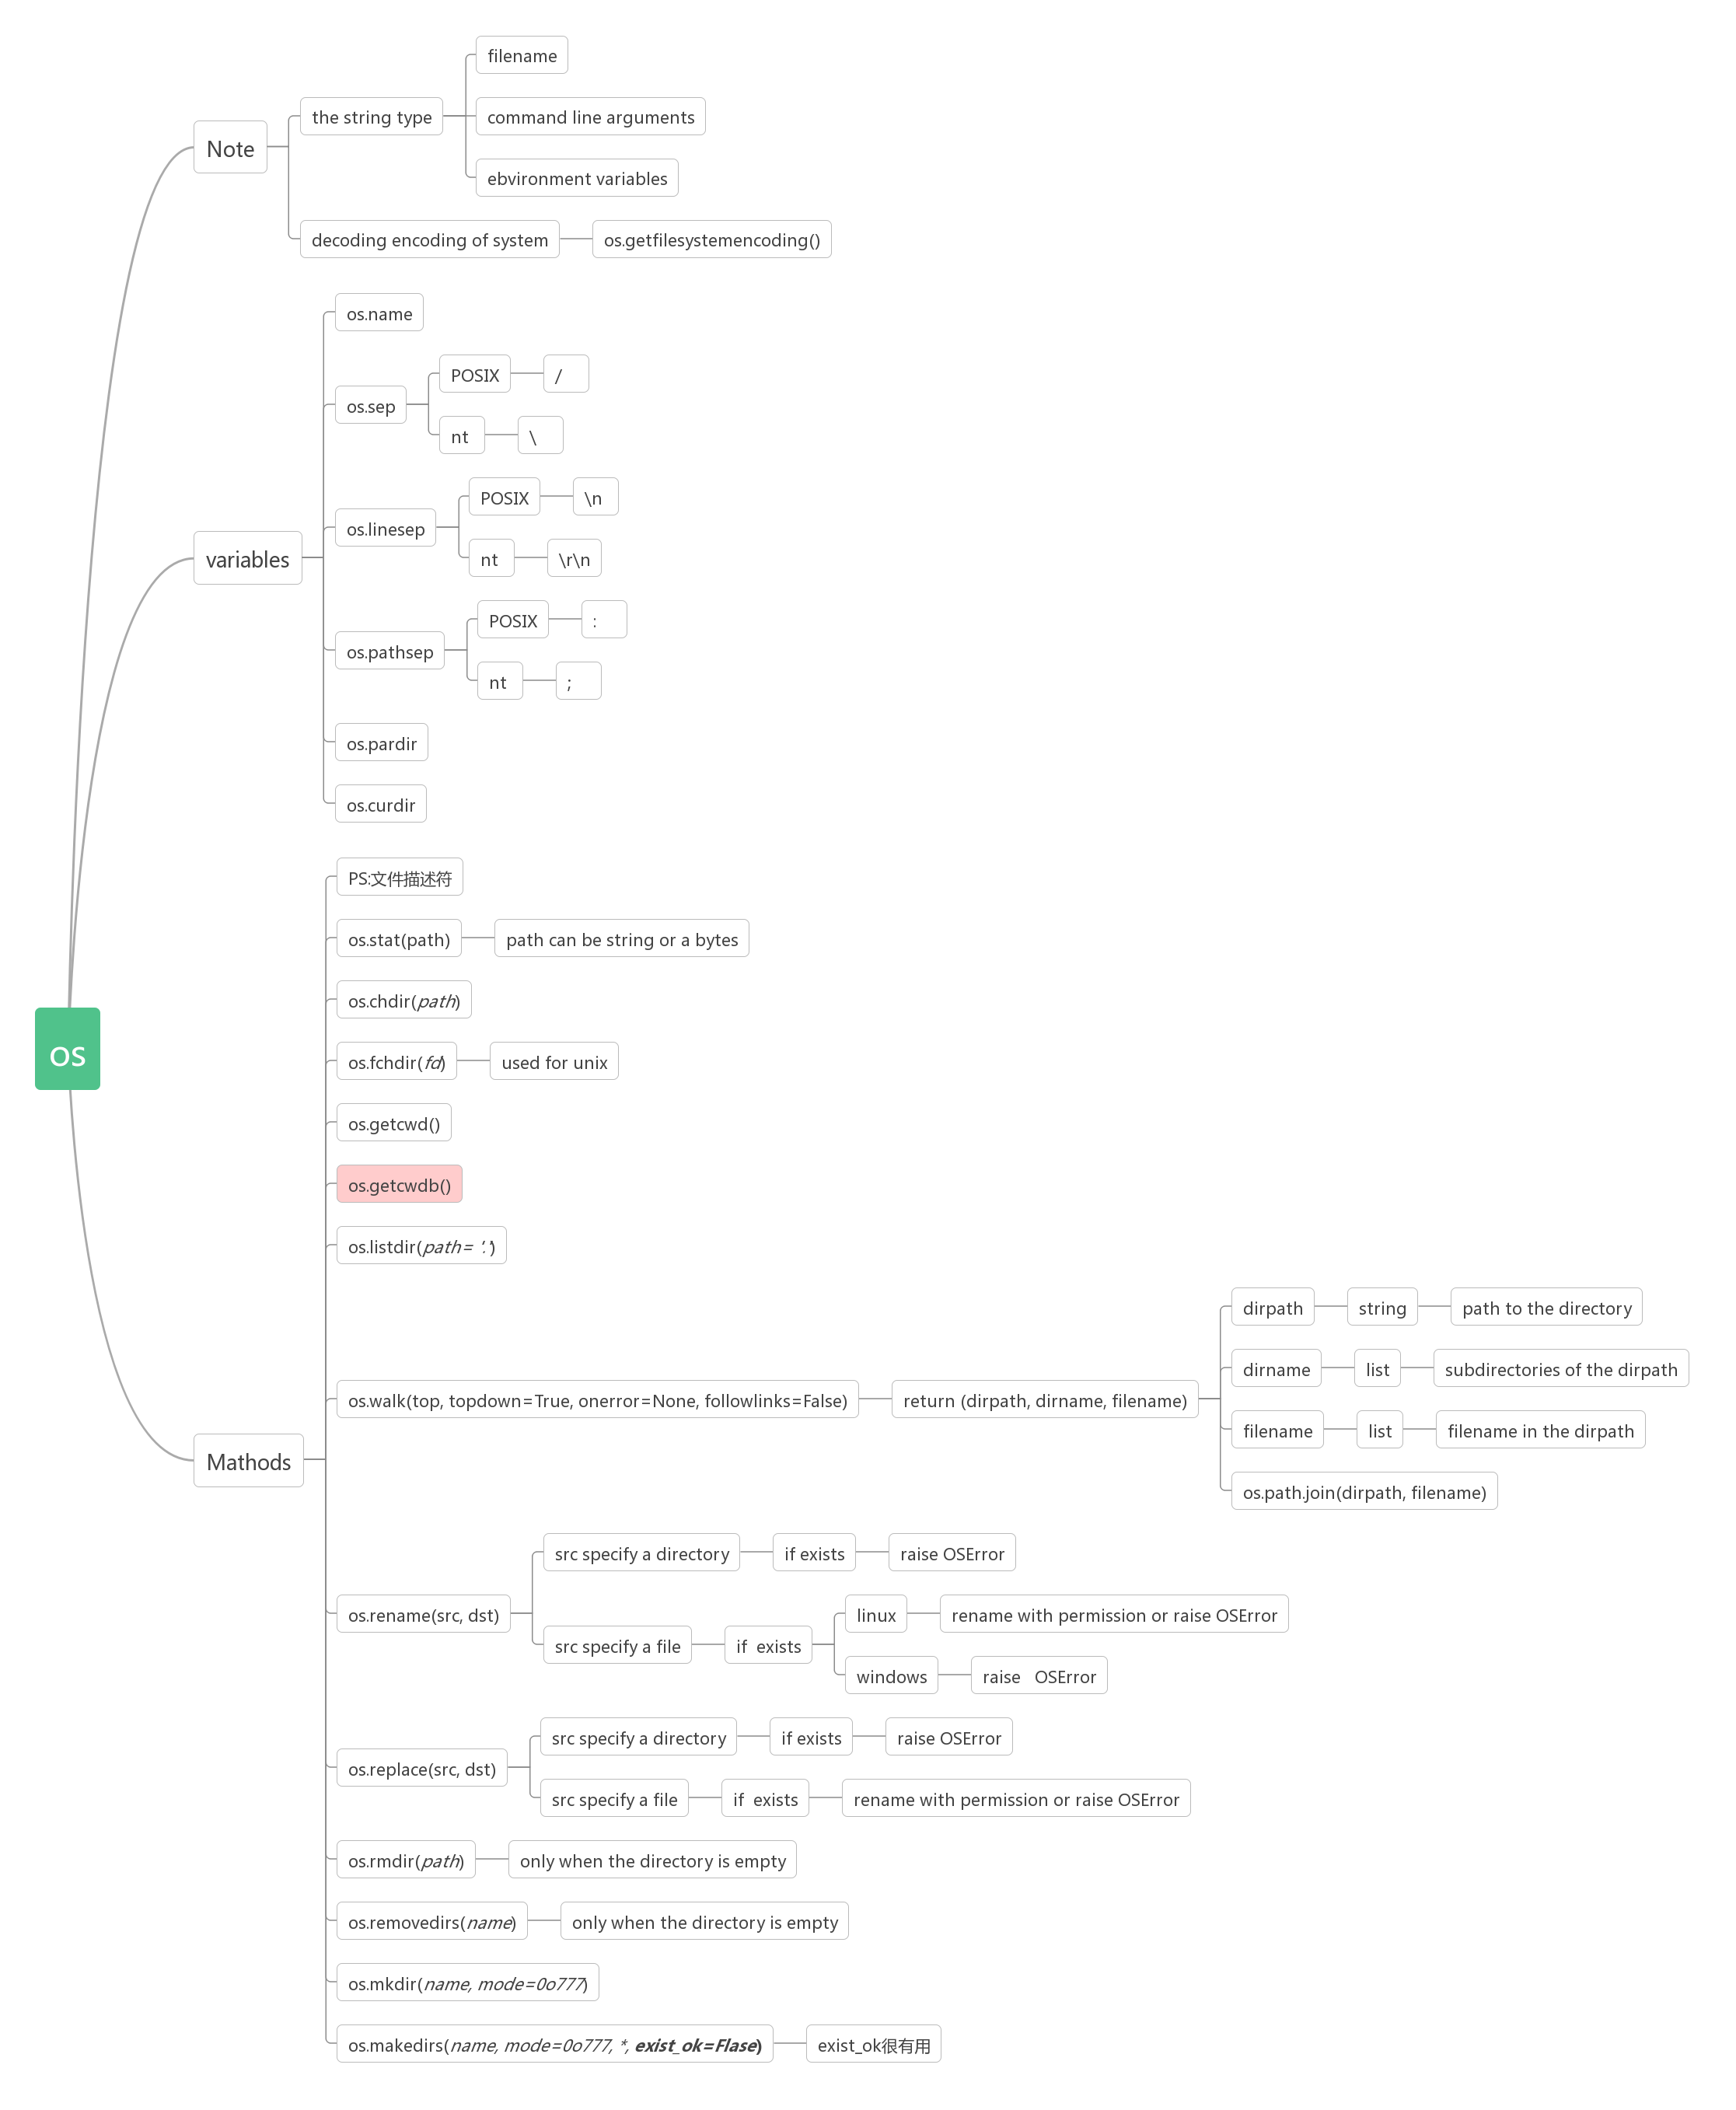 os
Note
the string type
filename
command line arguments
ebvironment variables
decoding encoding of system
os.getfilesystemencoding()
variables
os.name
os.sep
POSIX
/
nt
\
os.linesep
POSIX
\n
nt
\r\n
os.pathsep
POSIX
:
nt
;
os.pardir
os.curdir
Mathods
PS:文件描述符
os.stat(path)
path can be string or a bytes
os.chdir(path)
os.fchdir(fd)
used for unix
os.getcwd()
os.getcwdb()
os.listdir(path= '.')
os.walk(top, topdown=True, onerror=None, followlinks=False)
return (dirpath, dirname, filename)
dirpath
string
path to the directory
dirname
list
subdirectories of the dirpath
filename
list
filename in the dirpath
os.path.join(dirpath, filename)
os.rename(src, dst)
src specify a directory
if exists
raise OSError
src specify a file
if  exists
linux
rename with permission or raise OSError
windows
raise   OSError
os.replace(src, dst)
src specify a directory
if exists
raise OSError
src specify a file
if  exists
rename with permission or raise OSError
os.rmdir(path)
only when the directory is empty
os.removedirs(name)
only when the directory is empty
os.mkdir(name, mode=0o777)
os.makedirs(name, mode=0o777, *, exist_ok=Flase)
exist_ok很有用